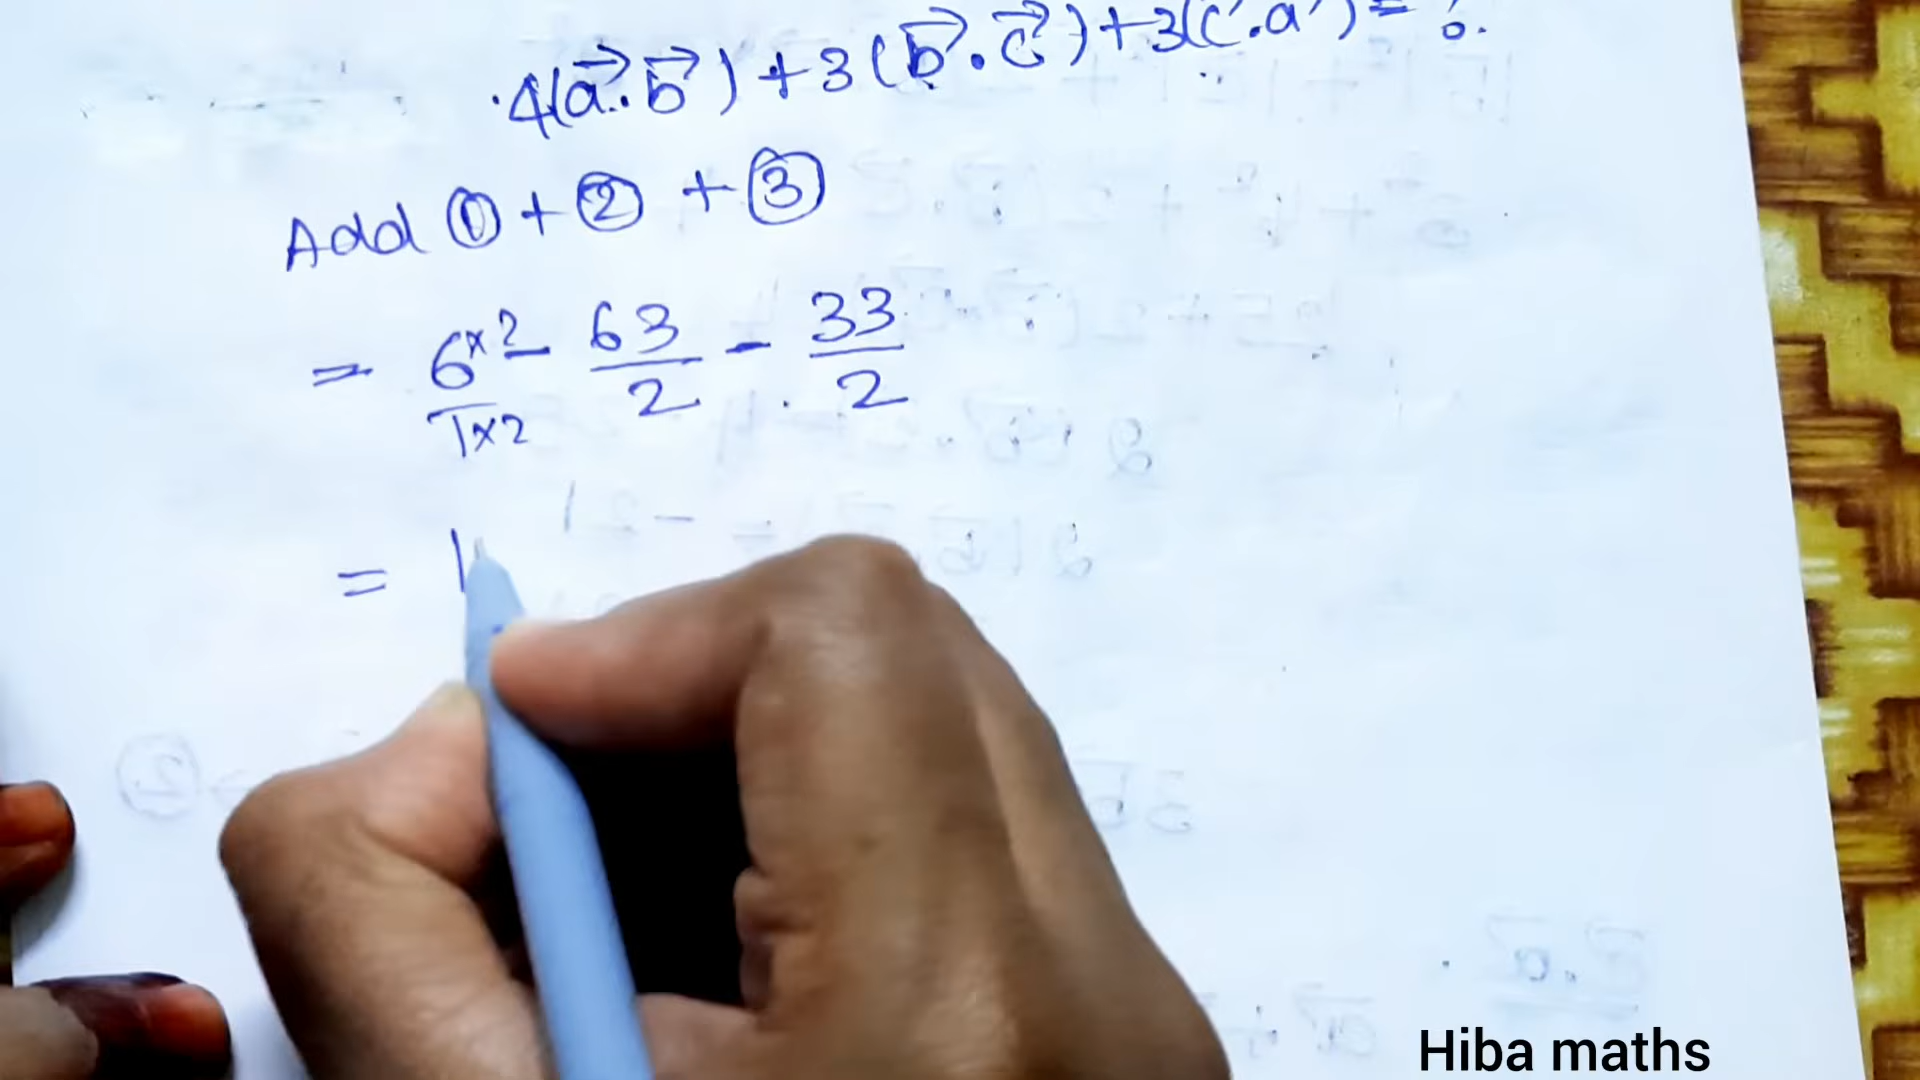 4(a⃗.b⃗) + 3(b⃗.c⃗) + 3(c⃗.a⃗) = ?
Add ① + ② + ③
= 6×2/1×2 - 63/2 - 33/2
= 1
Hiba maths